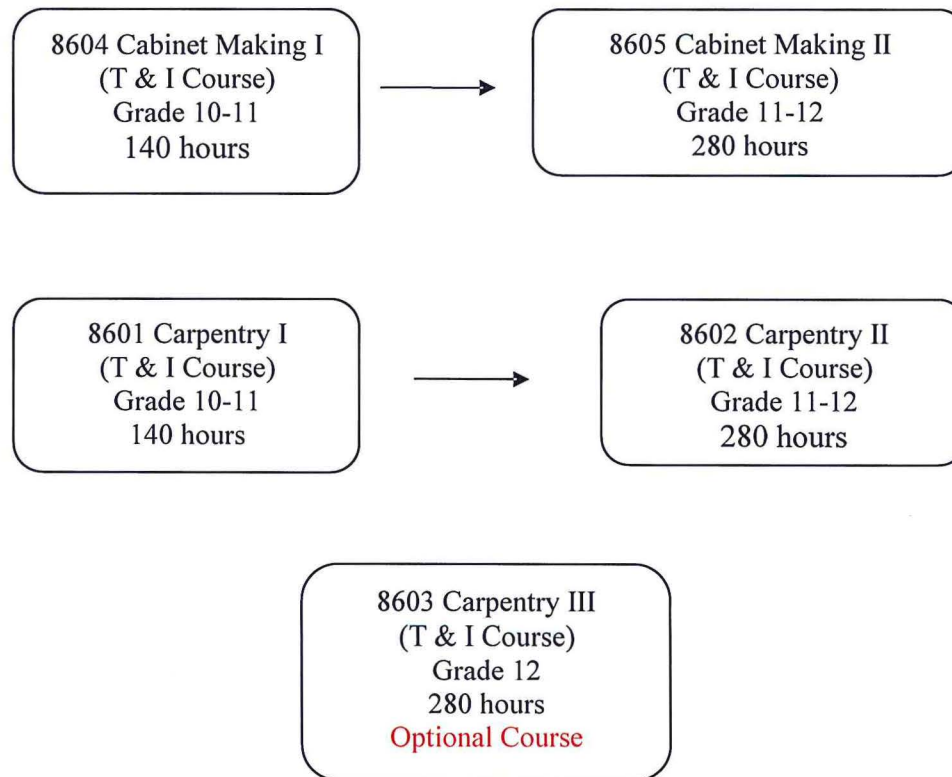 8604 Cabinet Making I
(T & I Course)
Grade 10-11
140 hours
8605 Cabinet Making II
(T & I Course)
Grade 11-12
280 hours
8601 Carpentry I
(T & I Course)
Grade 10-11
140 hours
8602 Carpentry II
(T & I Course)
Grade 11-12
280 hours
8603 Carpentry III
(T & I Course)
Grade 12
280 hours
Optional Course